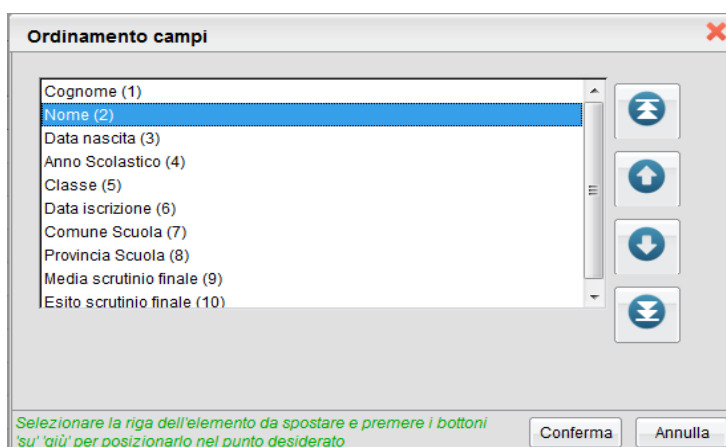 Ordinamento campi
Cognome (1)
Nome (2)
Data nascita (3)
Anno Scolastico (4)
Classe (5)
Data iscrizione (6)
Comune Scuola (7)
Provincia Scuola (8)
Media scrutinio finale (9)
Esito scrutinio finale (10)
Selezionare la riga dell'elemento da spostare e premere i bottoni
'su' 'giù' per posizionarlo nel punto desiderato
Conferma
Annulla